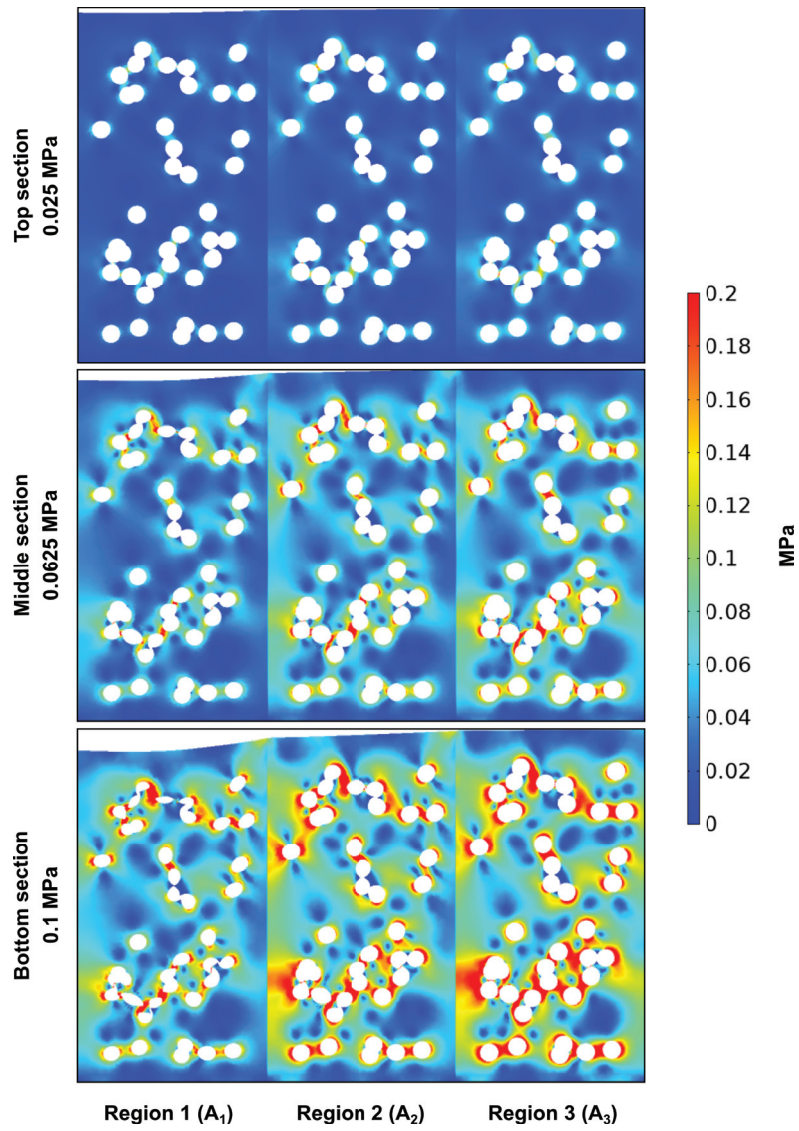 Top section
0.025 MPa
Middle section
0.0625 MPa
Bottom section
0.1 MPa
0.2
0.18
0.16
0.14
0.12
0.1
0.08
0.06
0.04
0.02
0
MPa
Region 1 (A₁)
Region 2 (A₂)
Region 3 (A₃)